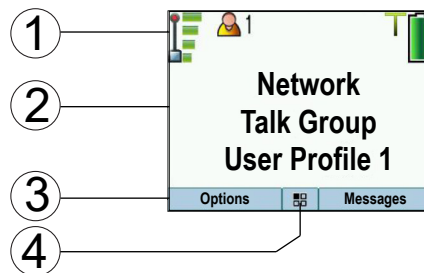 1
1
2
Network
Talk Group
User Profile 1
3
Options
Messages
4